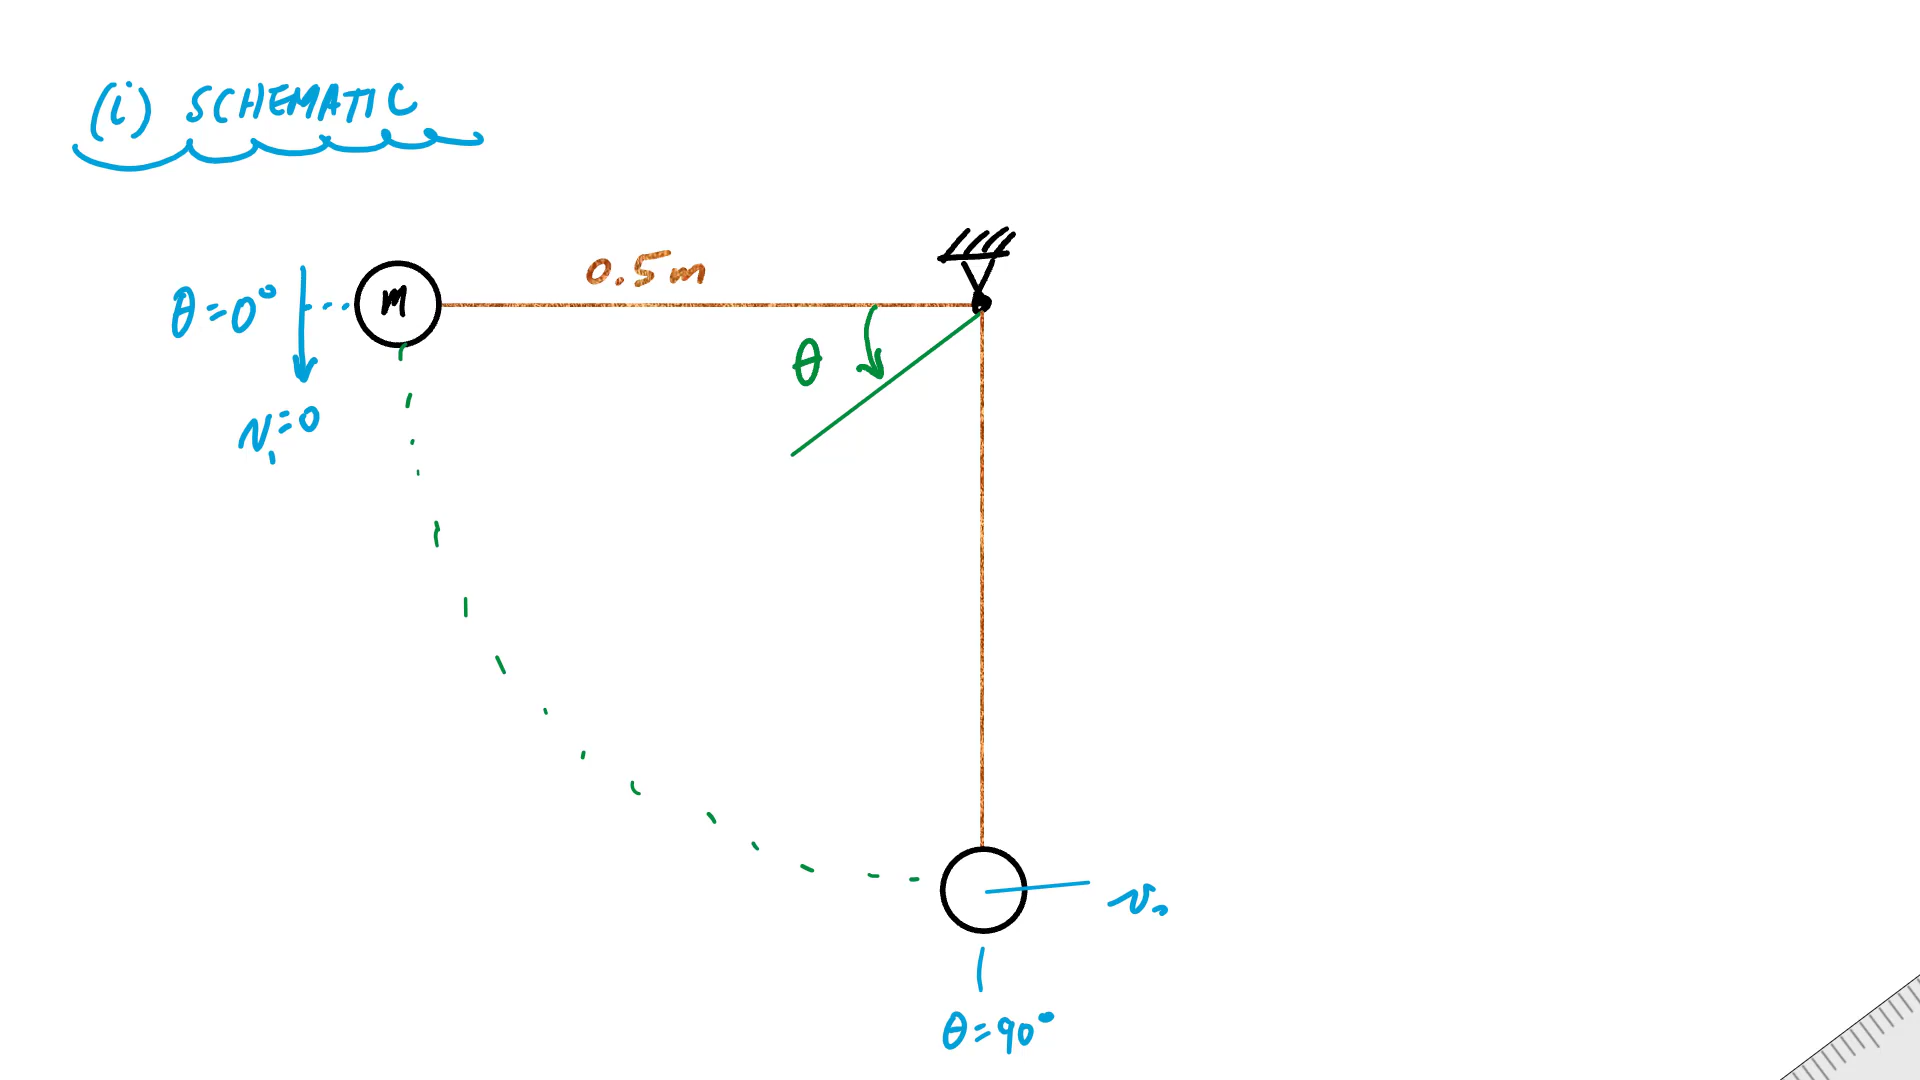 (i) SCHEMATIC
0.5m
θ=0°
m
θ
v₁=0
v₂
θ=90°